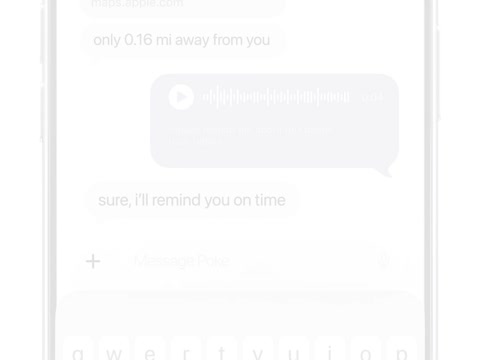 maps.apple.com
only 0.16 mi away from you
0:04
sure, i'll remind you on time
Message Poke
q w e r t y u i o p